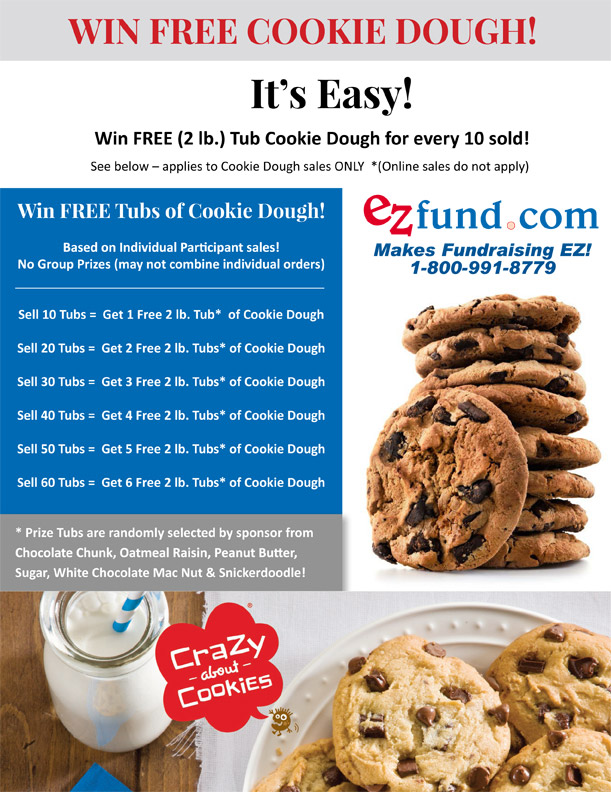 WIN FREE COOKIE DOUGH!
It's Easy!
Win FREE (2 lb.) Tub Cookie Dough for every 10 sold!
See below – applies to Cookie Dough sales ONLY *(Online sales do not apply)
Win FREE Tubs of Cookie Dough!
Based on Individual Participant sales!
No Group Prizes (may not combine individual orders)
Sell 10 Tubs = Get 1 Free 2 lb. Tub* of Cookie Dough
Sell 20 Tubs = Get 2 Free 2 lb. Tubs* of Cookie Dough
Sell 30 Tubs = Get 3 Free 2 lb. Tubs* of Cookie Dough
Sell 40 Tubs = Get 4 Free 2 lb. Tubs* of Cookie Dough
Sell 50 Tubs = Get 5 Free 2 lb. Tubs* of Cookie Dough
Sell 60 Tubs = Get 6 Free 2 lb. Tubs* of Cookie Dough
* Prize Tubs are randomly selected by sponsor from
Chocolate Chunk, Oatmeal Raisin, Peanut Butter,
Sugar, White Chocolate Mac Nut & Snickerdoodle!
ezfund.com
Makes Fundraising EZ!
1-800-991-8779
CRaZy
- about -
COOKiES
®